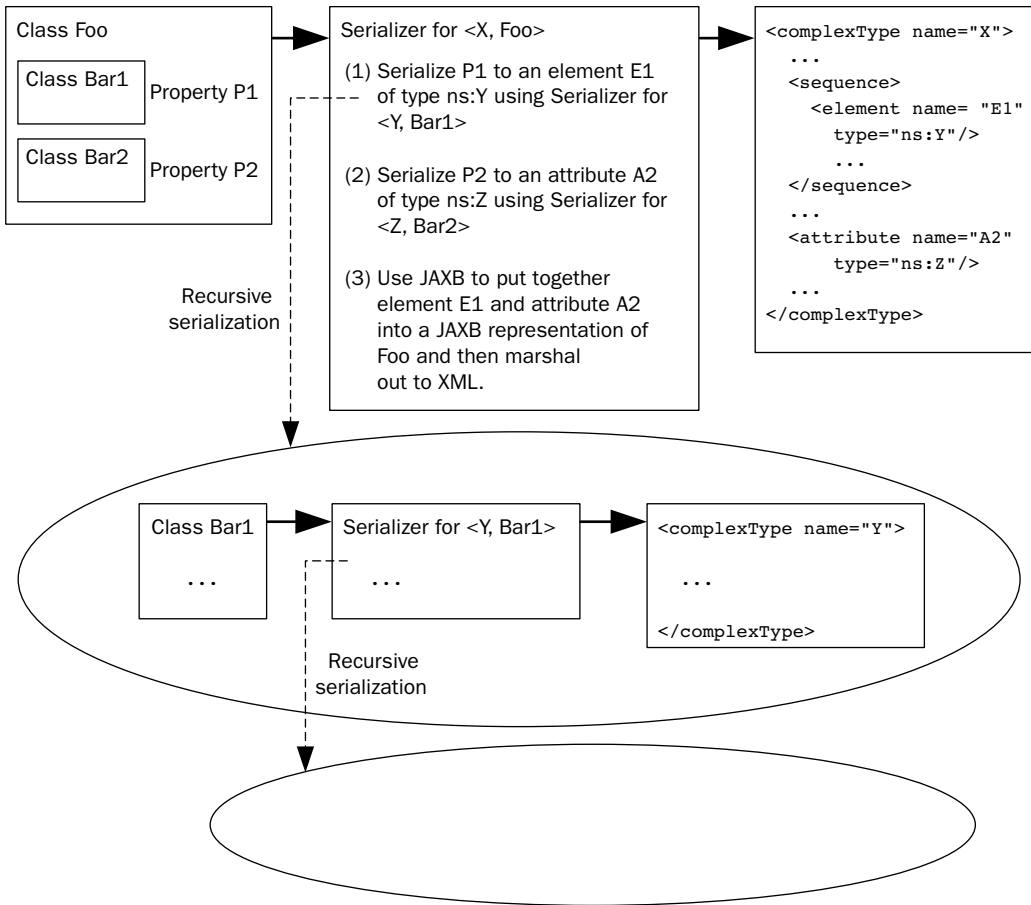 Class Foo
Class Bar1
Property P1
Class Bar2
Property P2
Serializer for <X, Foo>
(1) Serialize P1 to an element E1
of type ns:Y using Serializer for
<Y, Bar1>
(2) Serialize P2 to an attribute A2
of type ns:Z using Serializer for
<Z, Bar2>
(3) Use JAXB to put together
element E1 and attribute A2
into a JAXB representation of
Foo and then marshal
out to XML.
<complexType name="X">
...
<sequence>
<element name= "E1"
type="ns:Y"/>
...
</sequence>
...
<attribute name="A2"
type="ns:Z"/>
...
</complexType>
Recursive
serialization
Class Bar1
...
Serializer for <Y, Bar1>
...
<complexType name="Y">
...
</complexType>
Recursive
serialization